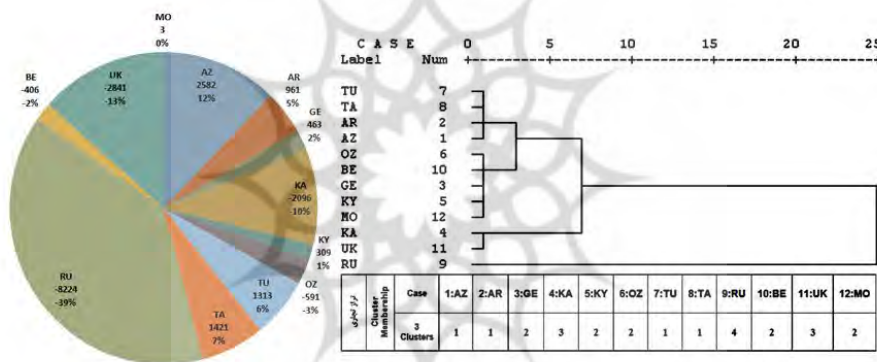 MO
3
0%
AZ
2582
12%
AR
961
5%
GE
463
2%
KA
-2096
-10%
KY
309
1%
OZ
-591
-3%
TU
1313
6%
TA
1421
7%
RU
-8224
-39%
BE
-406
-2%
UK
-2841
-13%
C A S E 0 5 10 15 20 25
Label Num
TU 7
TA 8
AR 2
AZ 1
OZ 6
BE 10
GE 3
KY 5
MO 12
KA 4
UK 11
RU 9
Cluster Membership
Case 1:AZ 2:AR 3:GE 4:KA 5:KY 6:OZ 7:TU 8:TA 9:RU 10:BE 11:UK 12:MO
3 Clusters 1 1 2 3 2 2 1 1 4 2 3 2